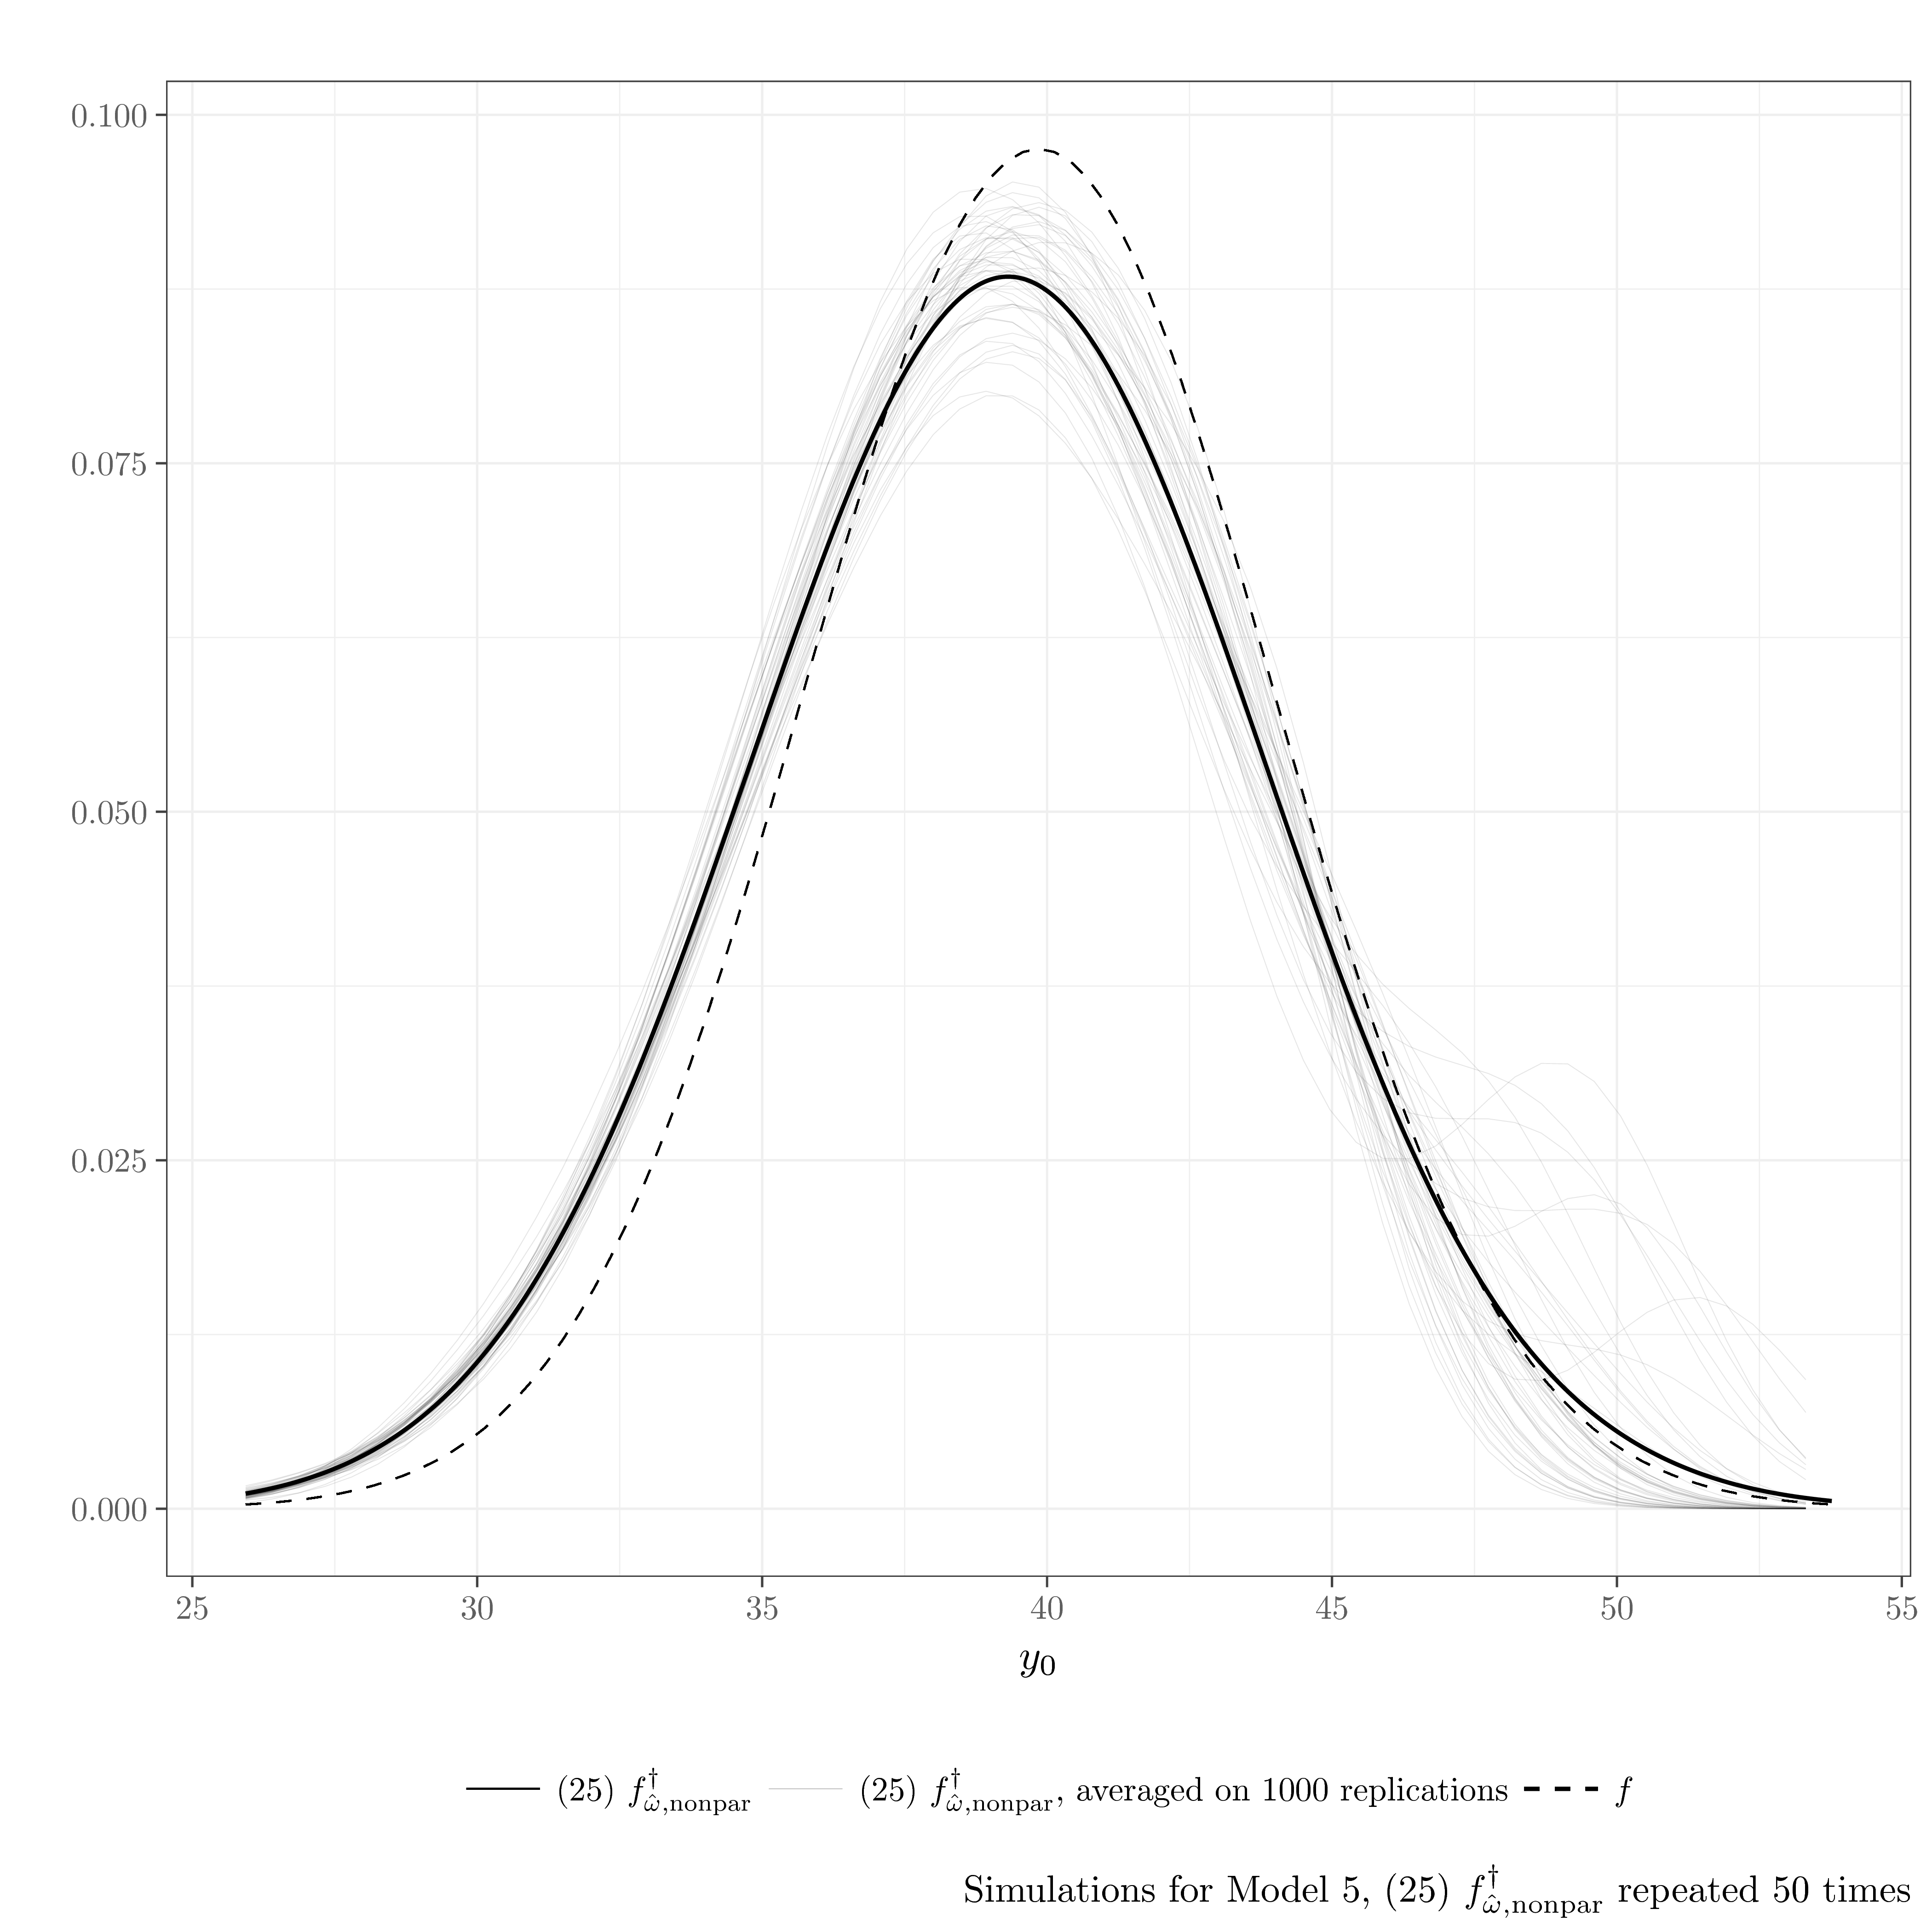 0.100
0.075
0.050
0.025
0.000
25 30 35 40 45 50 55
y₀
(25) f†ω̂,nonpar (25) f†ω̂,nonpar, averaged on 1000 replications f
Simulations for Model 5, (25) f†ω̂,nonpar repeated 50 times